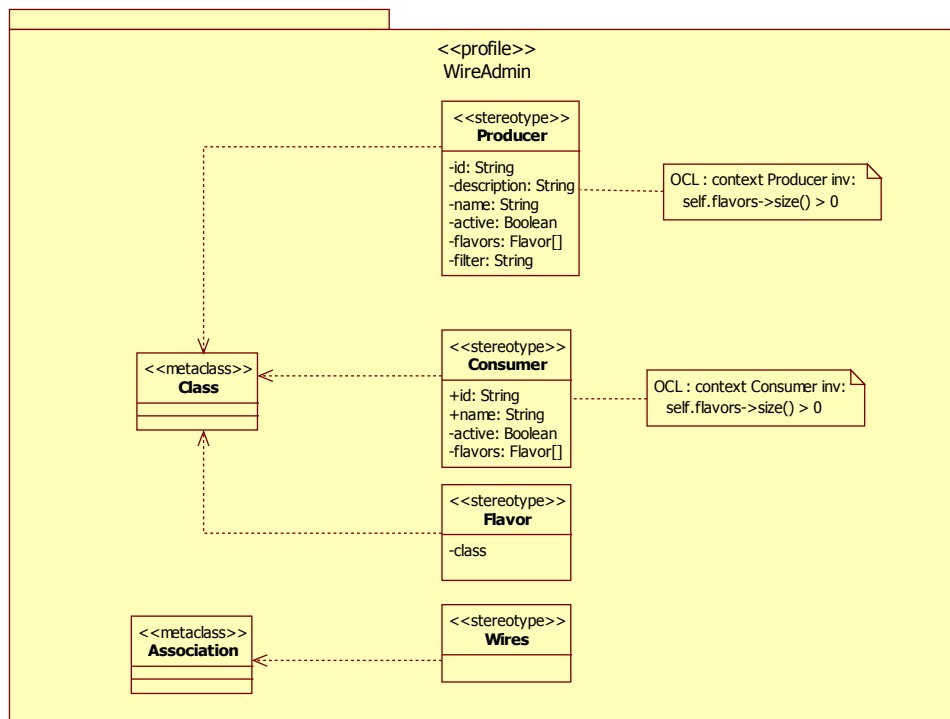 <<profile>>
WireAdmin
<<stereotype>>
Producer
-id: String
-description: String
-name: String
-active: Boolean
-flavors: Flavor[]
-filter: String
OCL : context Producer inv:
self.flavors->size() > 0
<<metaclass>>
Class
<<stereotype>>
Consumer
+id: String
+name: String
-active: Boolean
-flavors: Flavor[]
OCL : context Consumer inv:
self.flavors->size() > 0
<<stereotype>>
Flavor
-class
<<metaclass>>
Association
<<stereotype>>
Wires